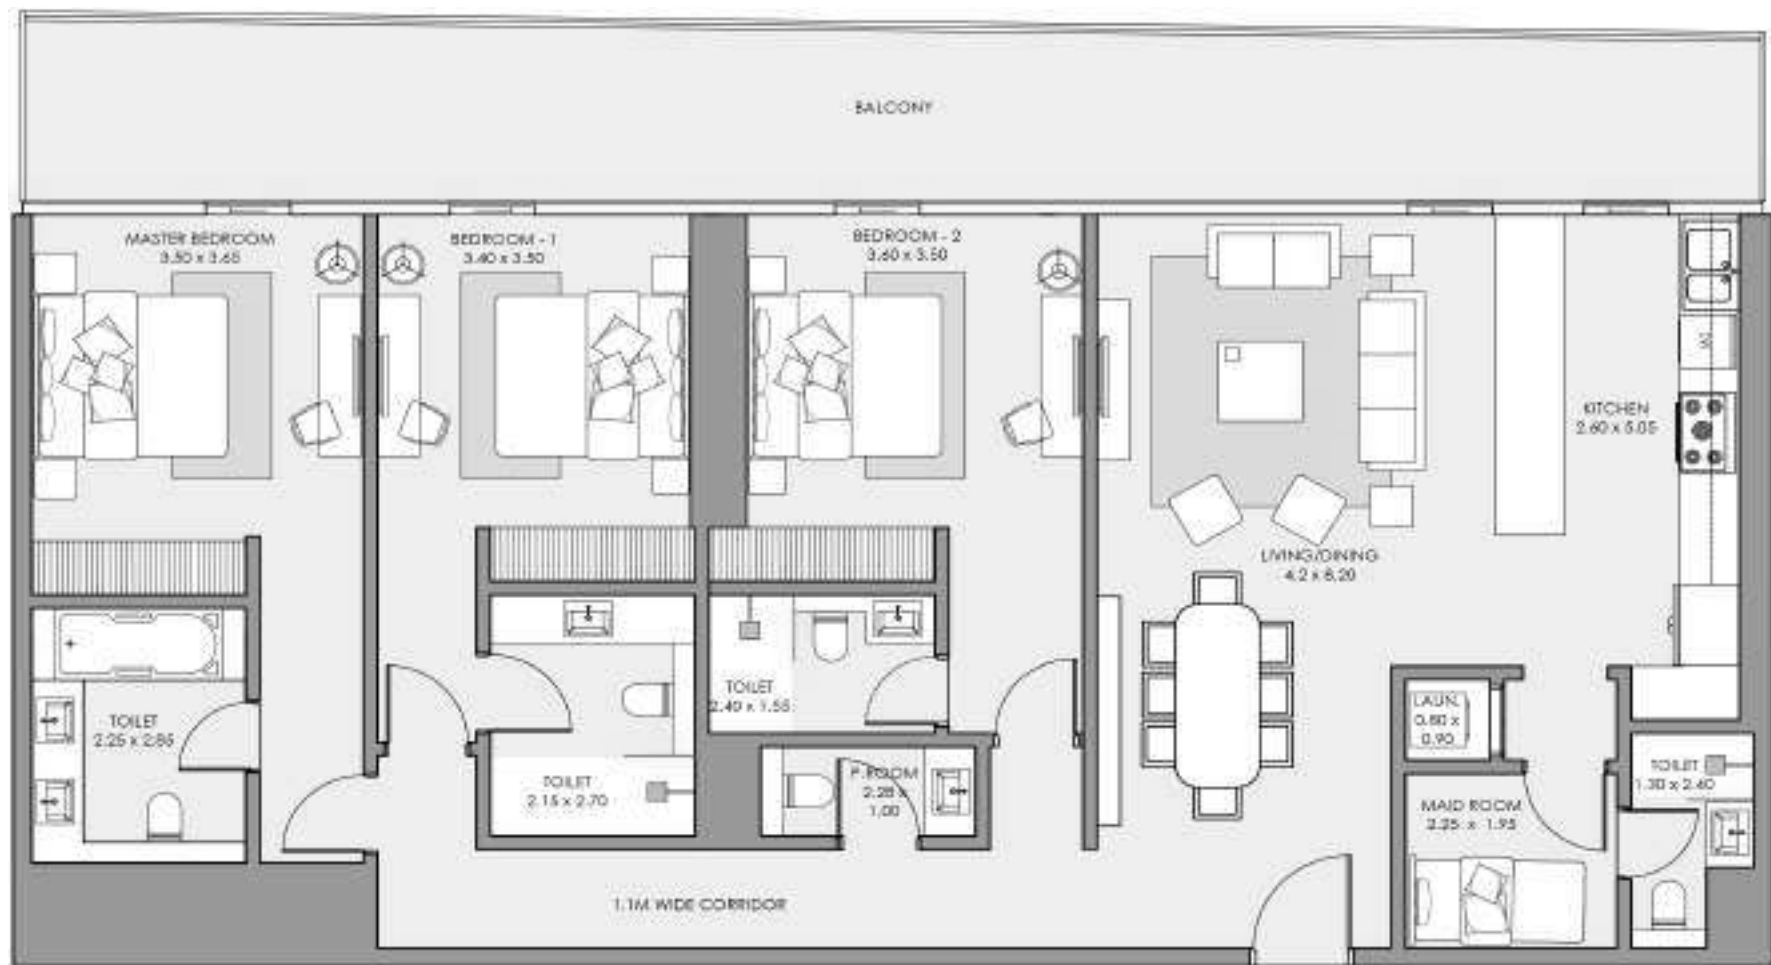 BALCONY
MASTER BEDROOM
3.50 x 3.65
BEDROOM - 1
3.40 x 3.50
BEDROOM - 2
3.60 x 3.50
KITCHEN
2.60 x 5.05
LIVING/DINING
4.2 x 8.20
TOILET
2.25 x 2.85
TOILET
2.15 x 2.70
TOILET
2.40 x 1.55
P.ROOM
2.28 x
1.00
LAUN.
0.80 x
0.90
TOILET
1.30 x 2.60
MAID ROOM
2.25 x 1.95
1.1M WIDE CORRIDOR